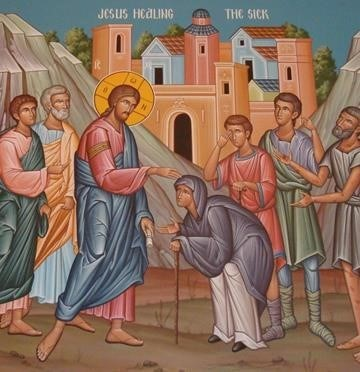 JESUS HEALING THE SICK
Ο Ω Ν